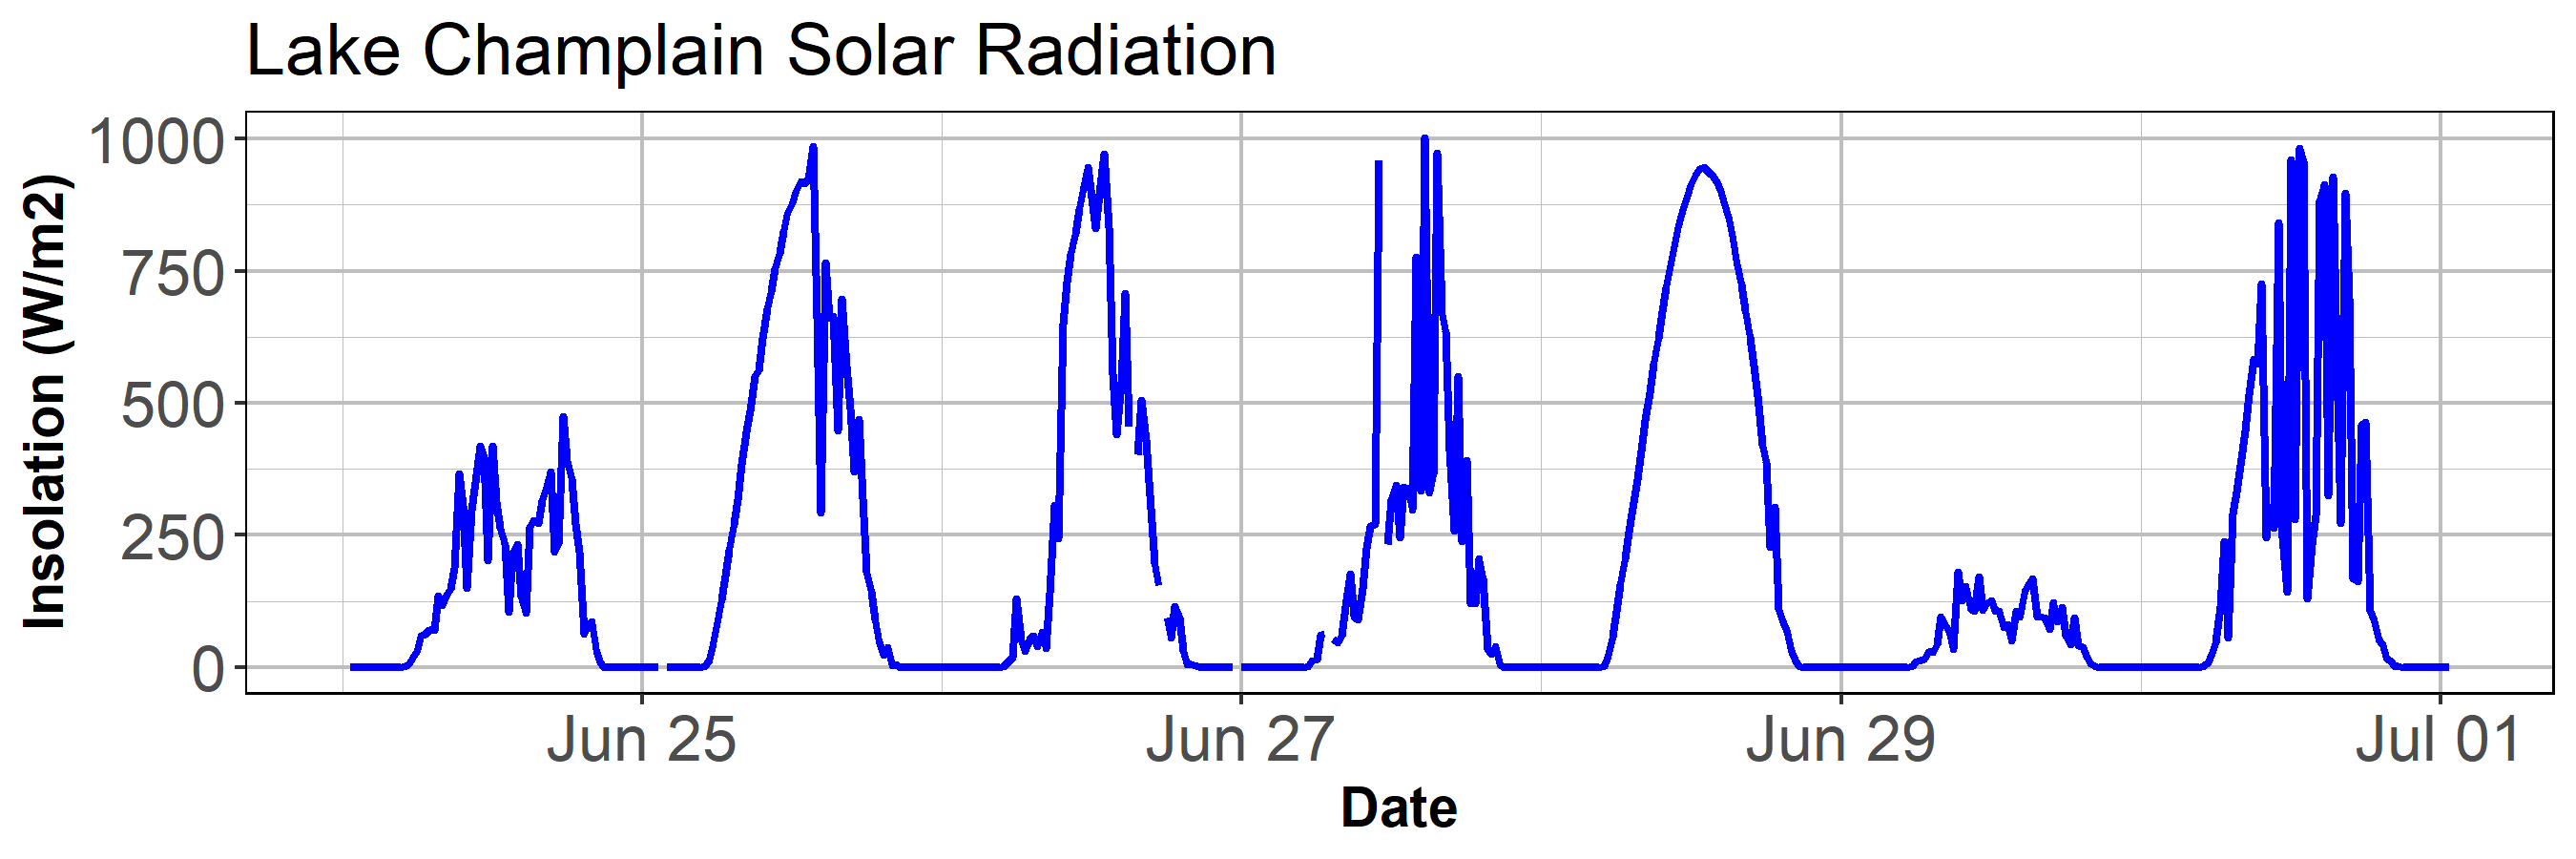 Lake Champlain Solar Radiation
Insolation (W/m2)
1000
750
500
250
0
Jun 25
Jun 27
Jun 29
Jul 01
Date